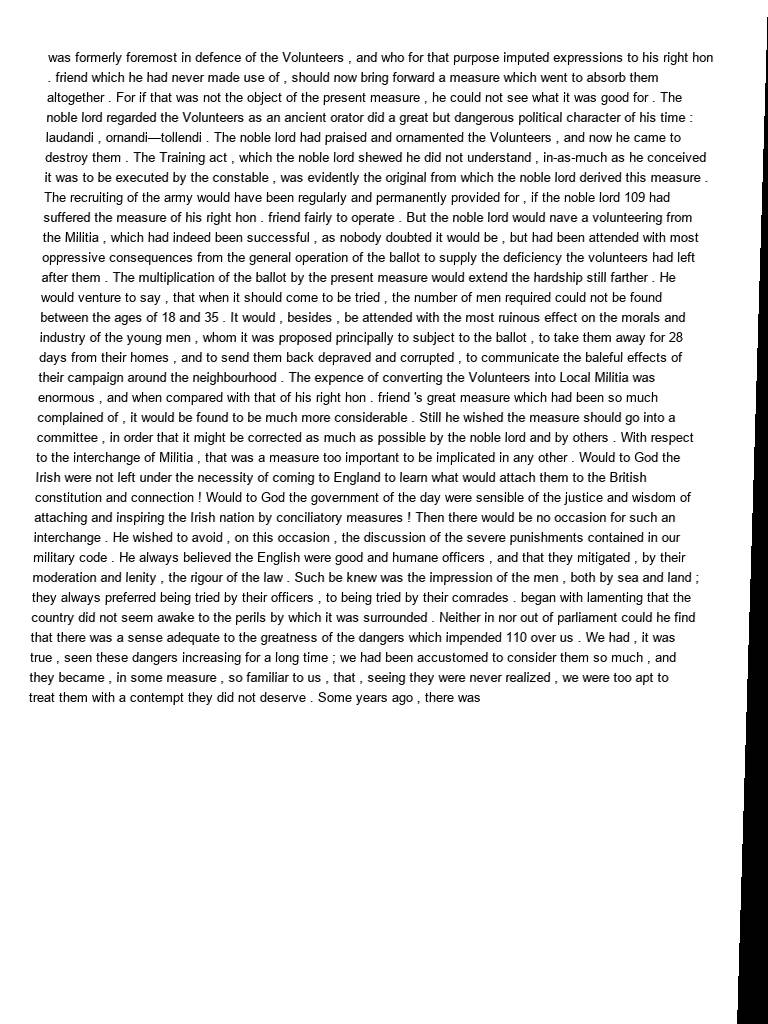 was formerly foremost in defence of the Volunteers , and who for that purpose imputed expressions to his right hon
. friend which he had never made use of , should now bring forward a measure which went to absorb them
altogether . For if that was not the object of the present measure , he could not see what it was good for . The
noble lord regarded the Volunteers as an ancient orator did a great but dangerous political character of his time :
laudandi , ornandi—tollendi . The noble lord had praised and ornamented the Volunteers , and now he came to
destroy them . The Training act , which the noble lord shewed he did not understand , in-as-much as he conceived
it was to be executed by the constable , was evidently the original from which the noble lord derived this measure .
The recruiting of the army would have been regularly and permanently provided for , if the noble lord 109 had
suffered the measure of his right hon . friend fairly to operate . But the noble lord would nave a volunteering from
the Militia , which had indeed been successful , as nobody doubted it would be , but had been attended with most
oppressive consequences from the general operation of the ballot to supply the deficiency the volunteers had left
after them . The multiplication of the ballot by the present measure would extend the hardship still farther . He
would venture to say , that when it should come to be tried , the number of men required could not be found
between the ages of 18 and 35 . It would , besides , be attended with the most ruinous effect on the morals and
industry of the young men , whom it was proposed principally to subject to the ballot , to take them away for 28
days from their homes , and to send them back depraved and corrupted , to communicate the baleful effects of
their campaign around the neighbourhood . The expence of converting the Volunteers into Local Militia was
enormous , and when compared with that of his right hon . friend 's great measure which had been so much
complained of , it would be found to be much more considerable . Still he wished the measure should go into a
committee , in order that it might be corrected as much as possible by the noble lord and by others . With respect
to the interchange of Militia , that was a measure too important to be implicated in any other . Would to God the
Irish were not left under the necessity of coming to England to learn what would attach them to the British
constitution and connection ! Would to God the government of the day were sensible of the justice and wisdom of
attaching and inspiring the Irish nation by conciliatory measures ! Then there would be no occasion for such an
interchange . He wished to avoid , on this occasion , the discussion of the severe punishments contained in our
military code . He always believed the English were good and humane officers , and that they mitigated , by their
moderation and lenity , the rigour of the law . Such be knew was the impression of the men , both by sea and land ;
they always preferred being tried by their officers , to being tried by their comrades . began with lamenting that the
country did not seem awake to the perils by which it was surrounded . Neither in nor out of parliament could he find
that there was a sense adequate to the greatness of the dangers which impended 110 over us . We had , it was
true , seen these dangers increasing for a long time ; we had been accustomed to consider them so much , and
they became , in some measure , so familiar to us , that , seeing they were never realized , we were too apt to
treat them with a contempt they did not deserve . Some years ago , there was